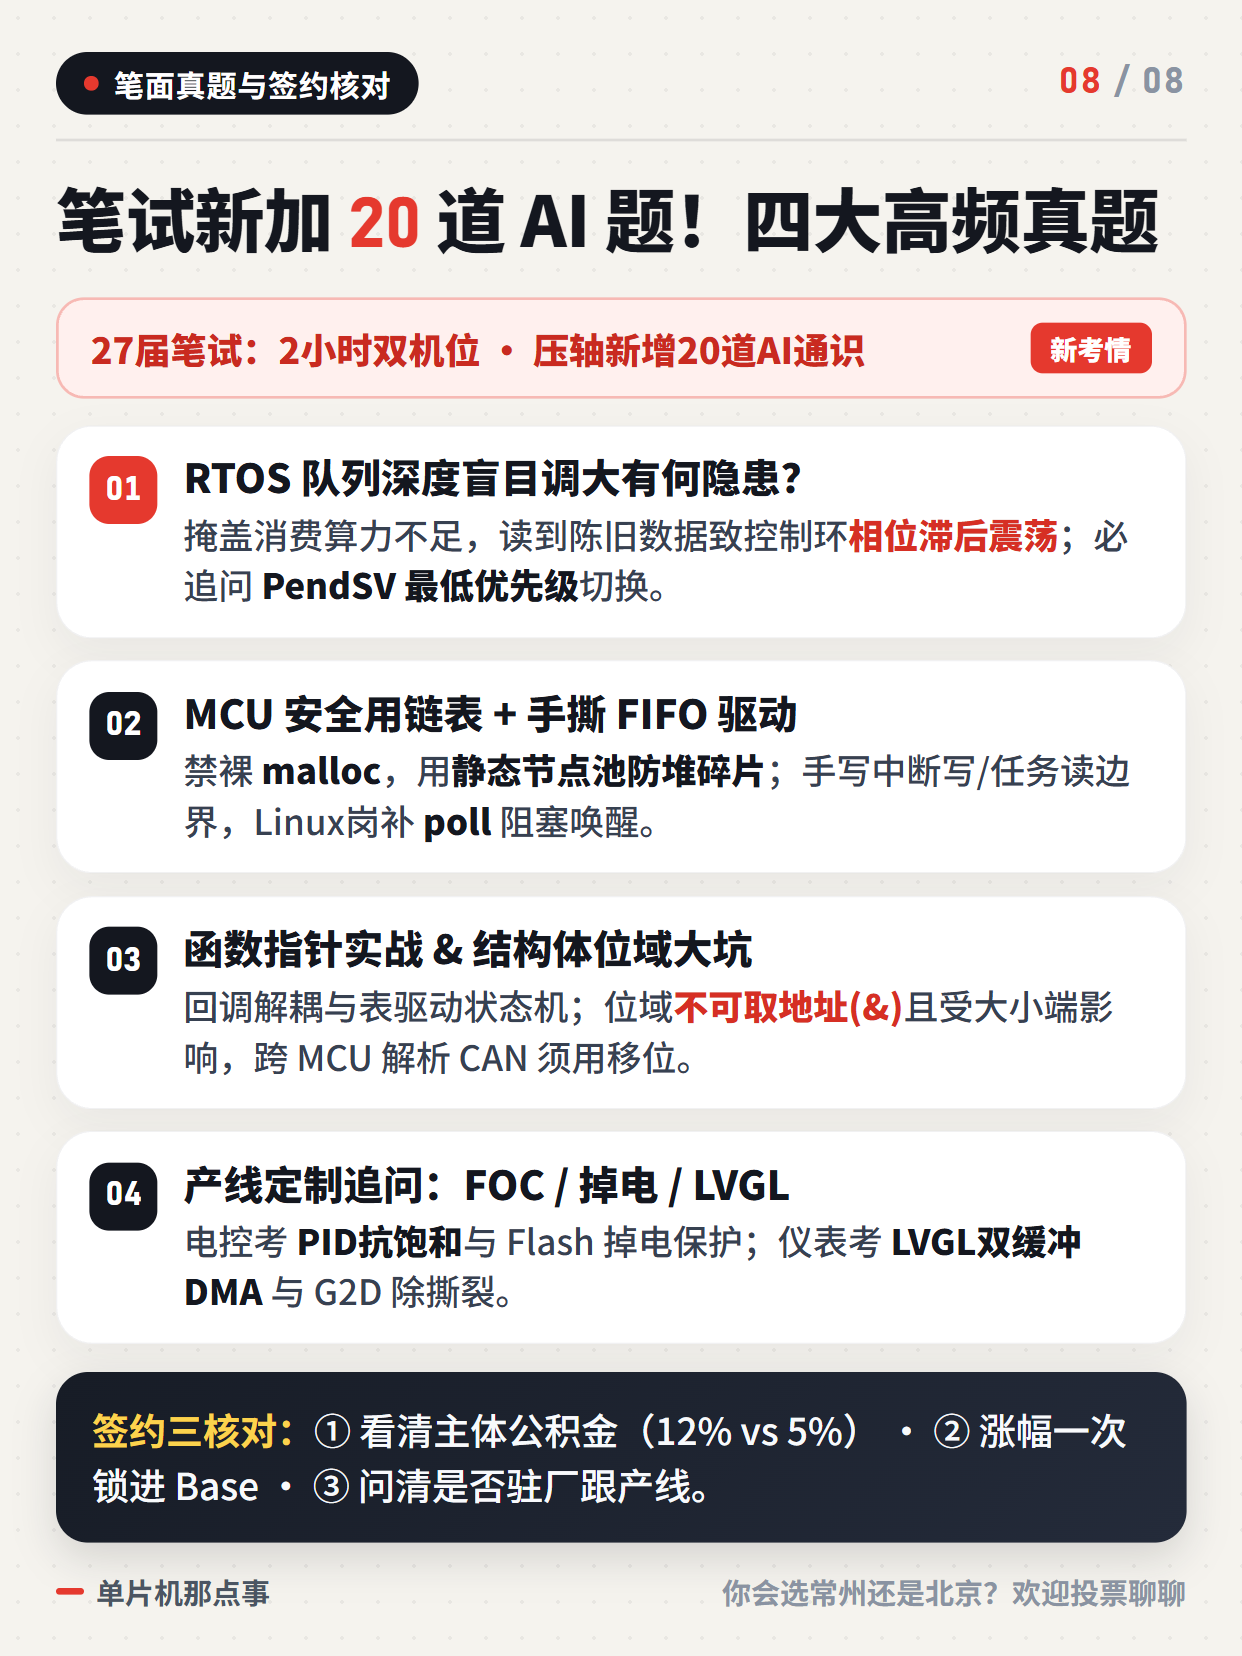 笔面真题与签约核对
08 / 08
笔试新加 20 道 AI 题！四大高频真题
27届笔试：2小时双机位 · 压轴新增20道AI通识
新考情
01
RTOS 队列深度盲目调大有何隐患？
掩盖消费算力不足，读到陈旧数据致控制环相位滞后震荡；必
追问 PendSV 最低优先级切换。
02
MCU 安全用链表 + 手撕 FIFO 驱动
禁裸 malloc，用静态节点池防堆碎片；手写中断写/任务读边
界，Linux岗补 poll 阻塞唤醒。
03
函数指针实战 & 结构体位域大坑
回调解耦与表驱动状态机；位域不可取地址(&)且受大小端影
响，跨 MCU 解析 CAN 须用移位。
04
产线定制追问：FOC / 掉电 / LVGL
电控考 PID抗饱和与 Flash 掉电保护；仪表考 LVGL双缓冲
DMA 与 G2D 除撕裂。
签约三核对：① 看清主体公积金（12% vs 5%） · ② 涨幅一次
锁进 Base · ③ 问清是否驻厂跟产线。
单片机那点事
你会选常州还是北京？欢迎投票聊聊